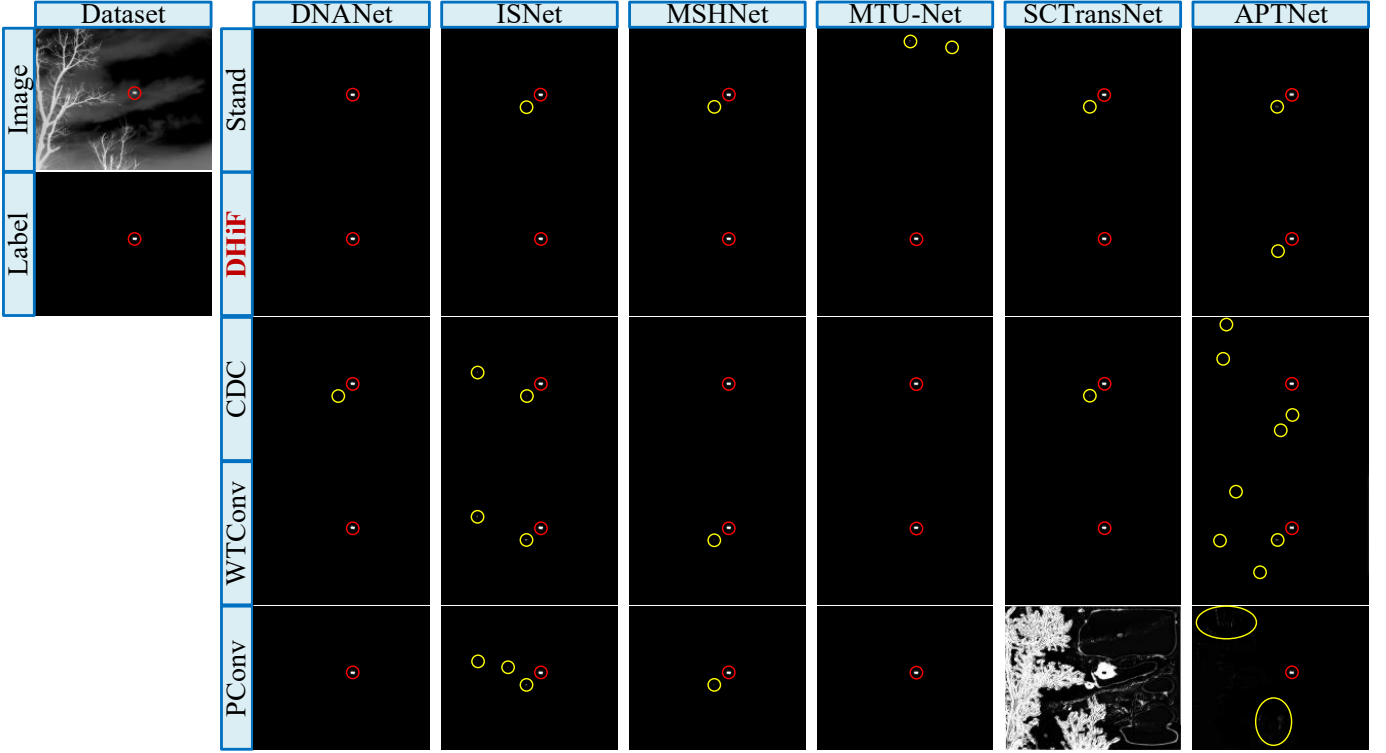 Dataset
DNANet
ISNet
MSHNet
MTU-Net
SCTransNet
APTNet
Image
Stand
Label
DHiF
CDC
WTConv
PConv